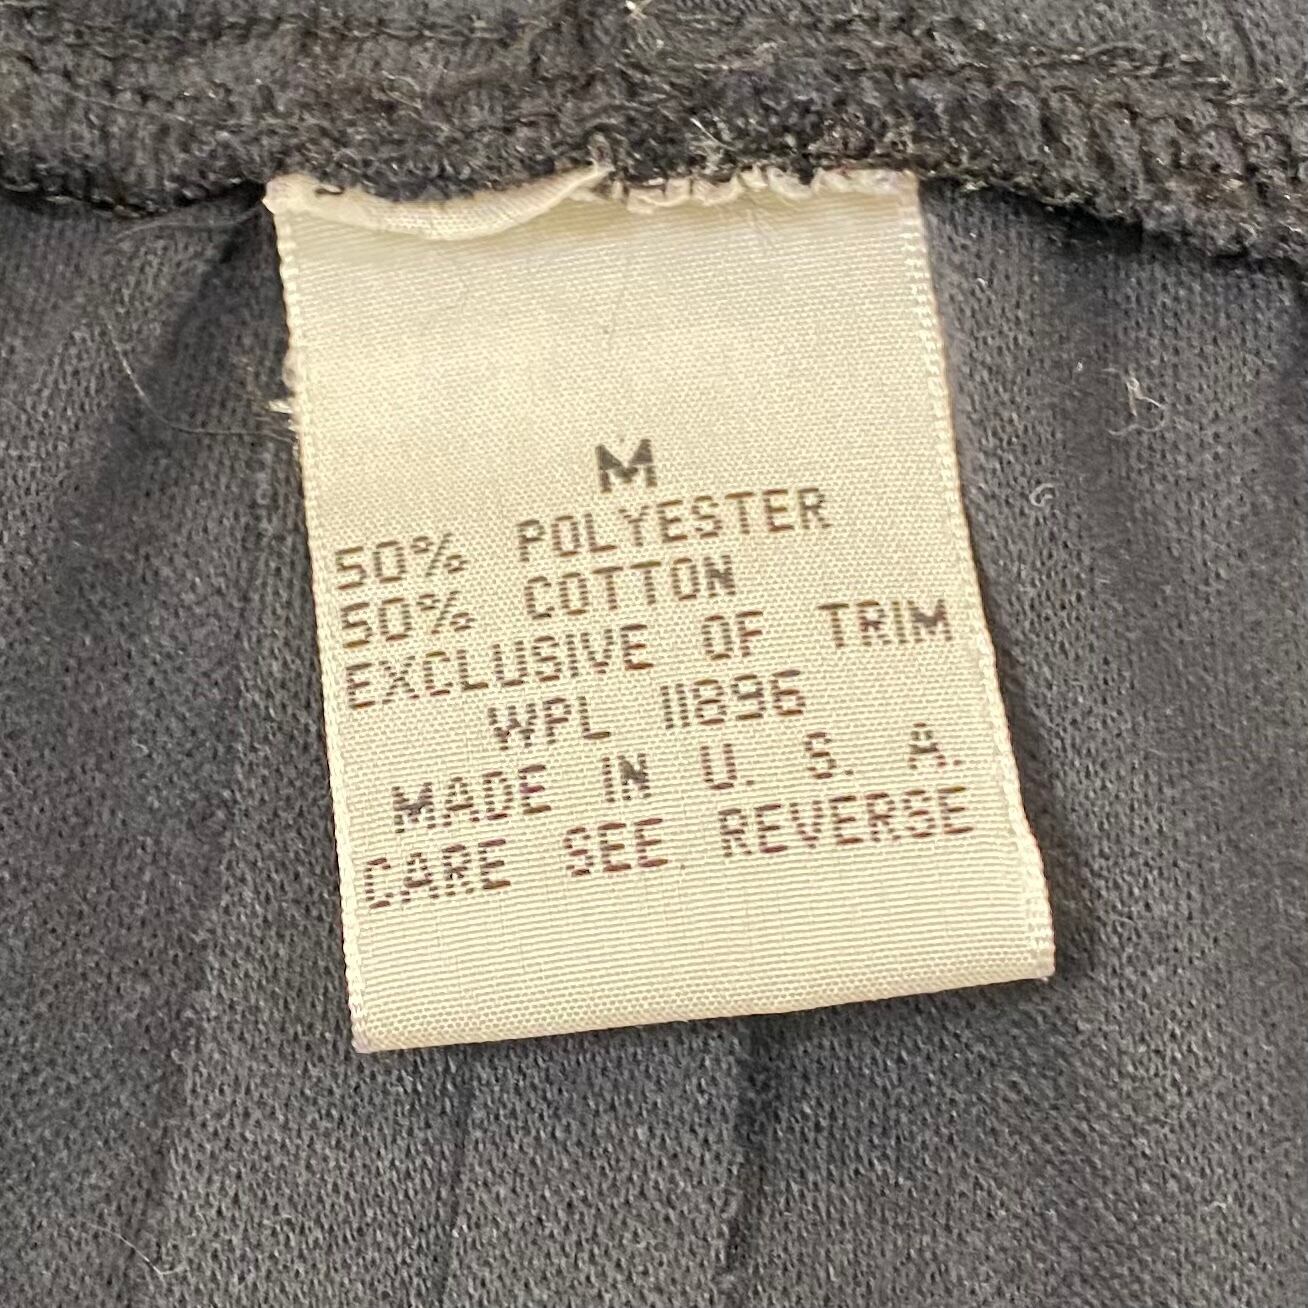 M
50% POLYESTER
50% COTTON
EXCLUSIVE OF TRIM
WPL 11896
MADE IN U. S. A.
CARE SEE REVERSE